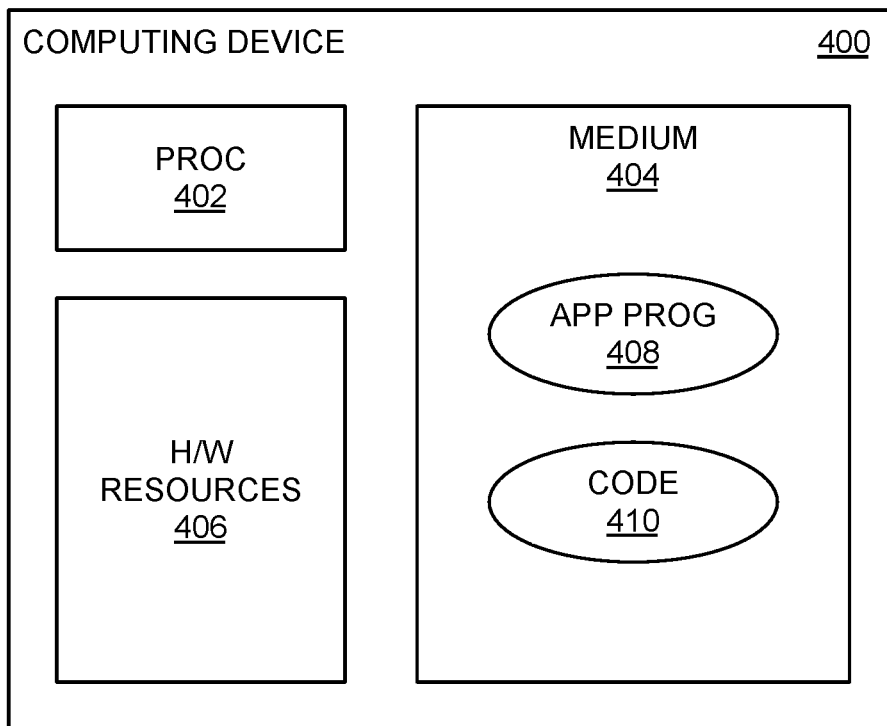 COMPUTING DEVICE 400
PROC
402
H/W
RESOURCES
406
MEDIUM
404
APP PROG
408
CODE
410